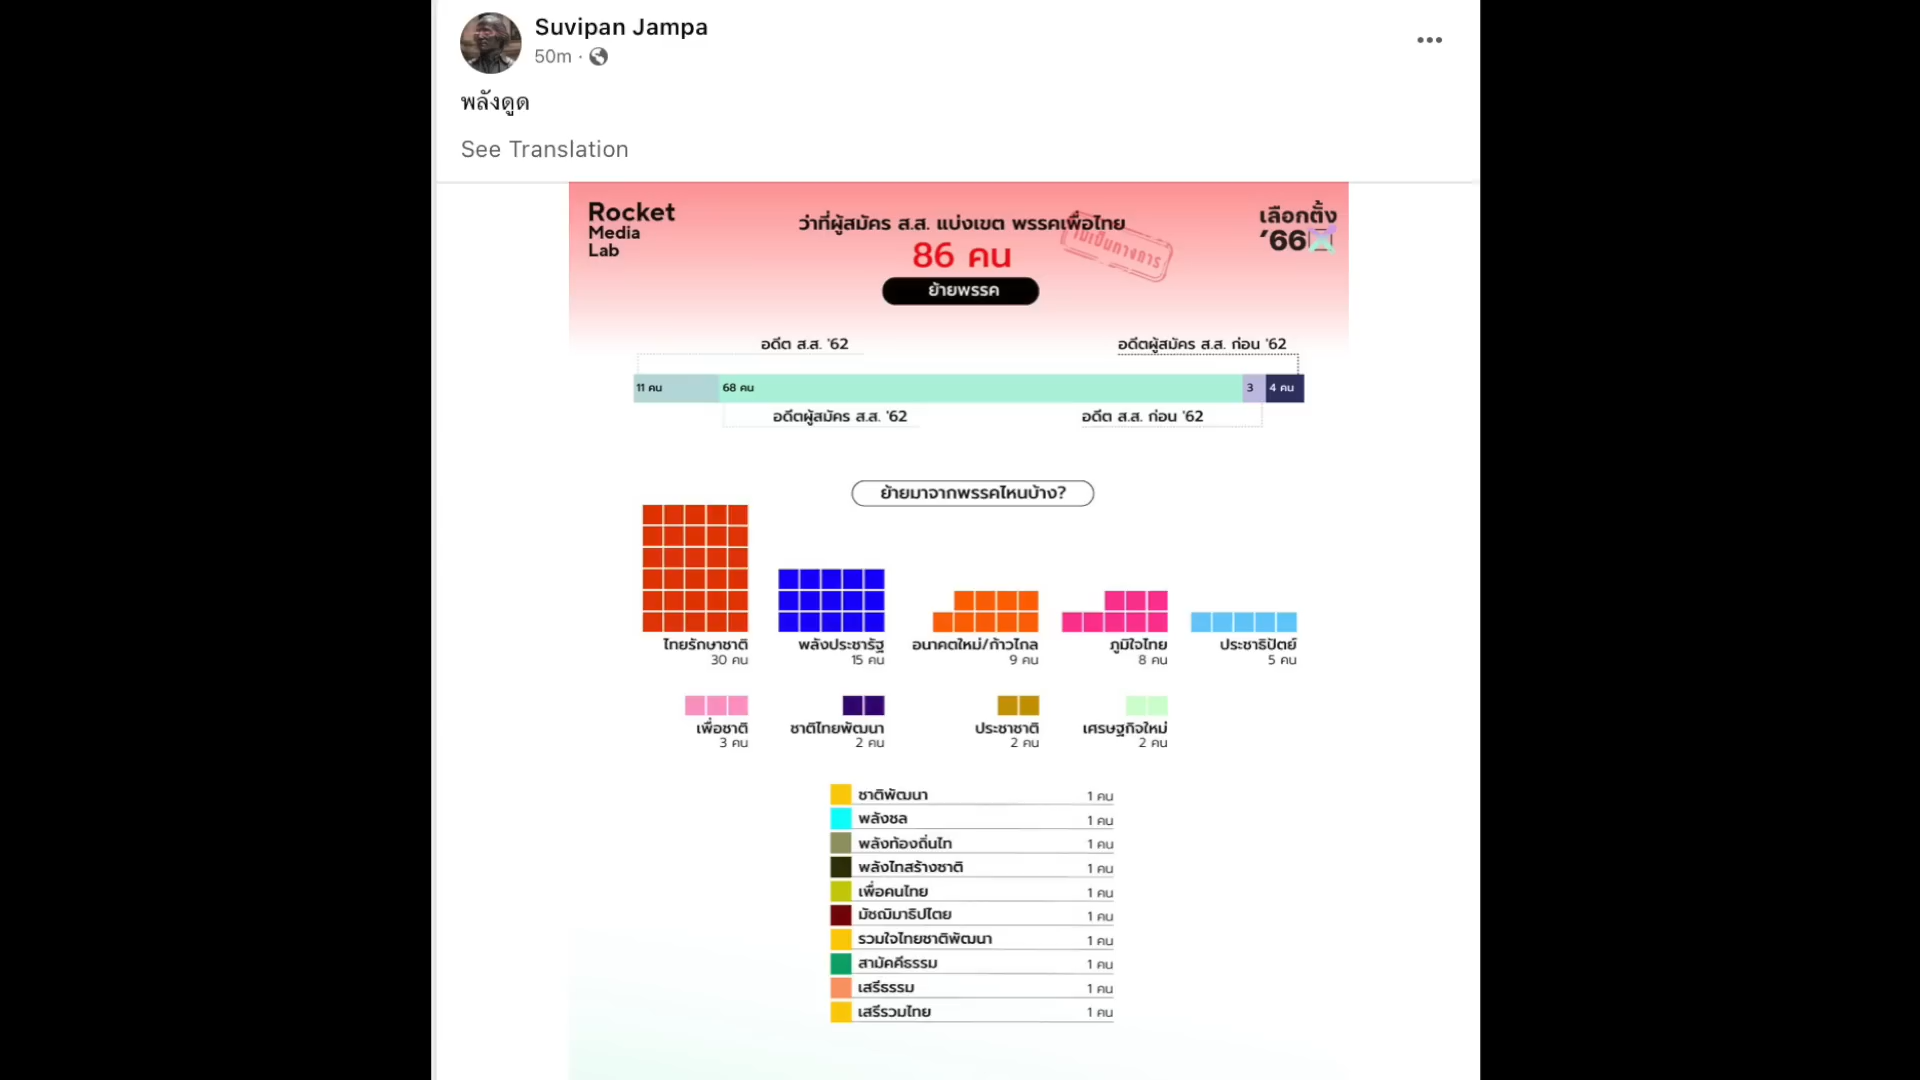 Suvipan Jampa
50m ·
พลังดูด
See Translation
Rocket
Media
Lab
ว่าที่ผู้สมัคร ส.ส. แบ่งเขต พรรคเพื่อไทย
86 คน
ไม่เป็นทางการ
ย้ายพรรค
เลือกตั้ง
’66
อดีต ส.ส. ’62
อดีตผู้สมัคร ส.ส. ก่อน ’62
11 คน
68 คน
3
4 คน
อดีตผู้สมัคร ส.ส. ’62
อดีต ส.ส. ก่อน ’62
ย้ายมาจากพรรคไหนบ้าง?
ไทยรักษาชาติ
30 คน
พลังประชารัฐ
15 คน
อนาคตใหม่/ก้าวไกล
9 คน
ภูมิใจไทย
8 คน
ประชาธิปัตย์
5 คน
เพื่อชาติ
3 คน
ชาติไทยพัฒนา
2 คน
ประชาชาติ
2 คน
เศรษฐกิจใหม่
2 คน
ชาติพัฒนา 1 คน
พลังชล 1 คน
พลังท้องถิ่นไท 1 คน
พลังไทสร้างชาติ 1 คน
เพื่อคนไทย 1 คน
มัชฌิมาธิปไตย 1 คน
รวมใจไทยชาติพัฒนา 1 คน
สามัคคีธรรม 1 คน
เสรีธรรม 1 คน
เสรีรวมไทย 1 คน